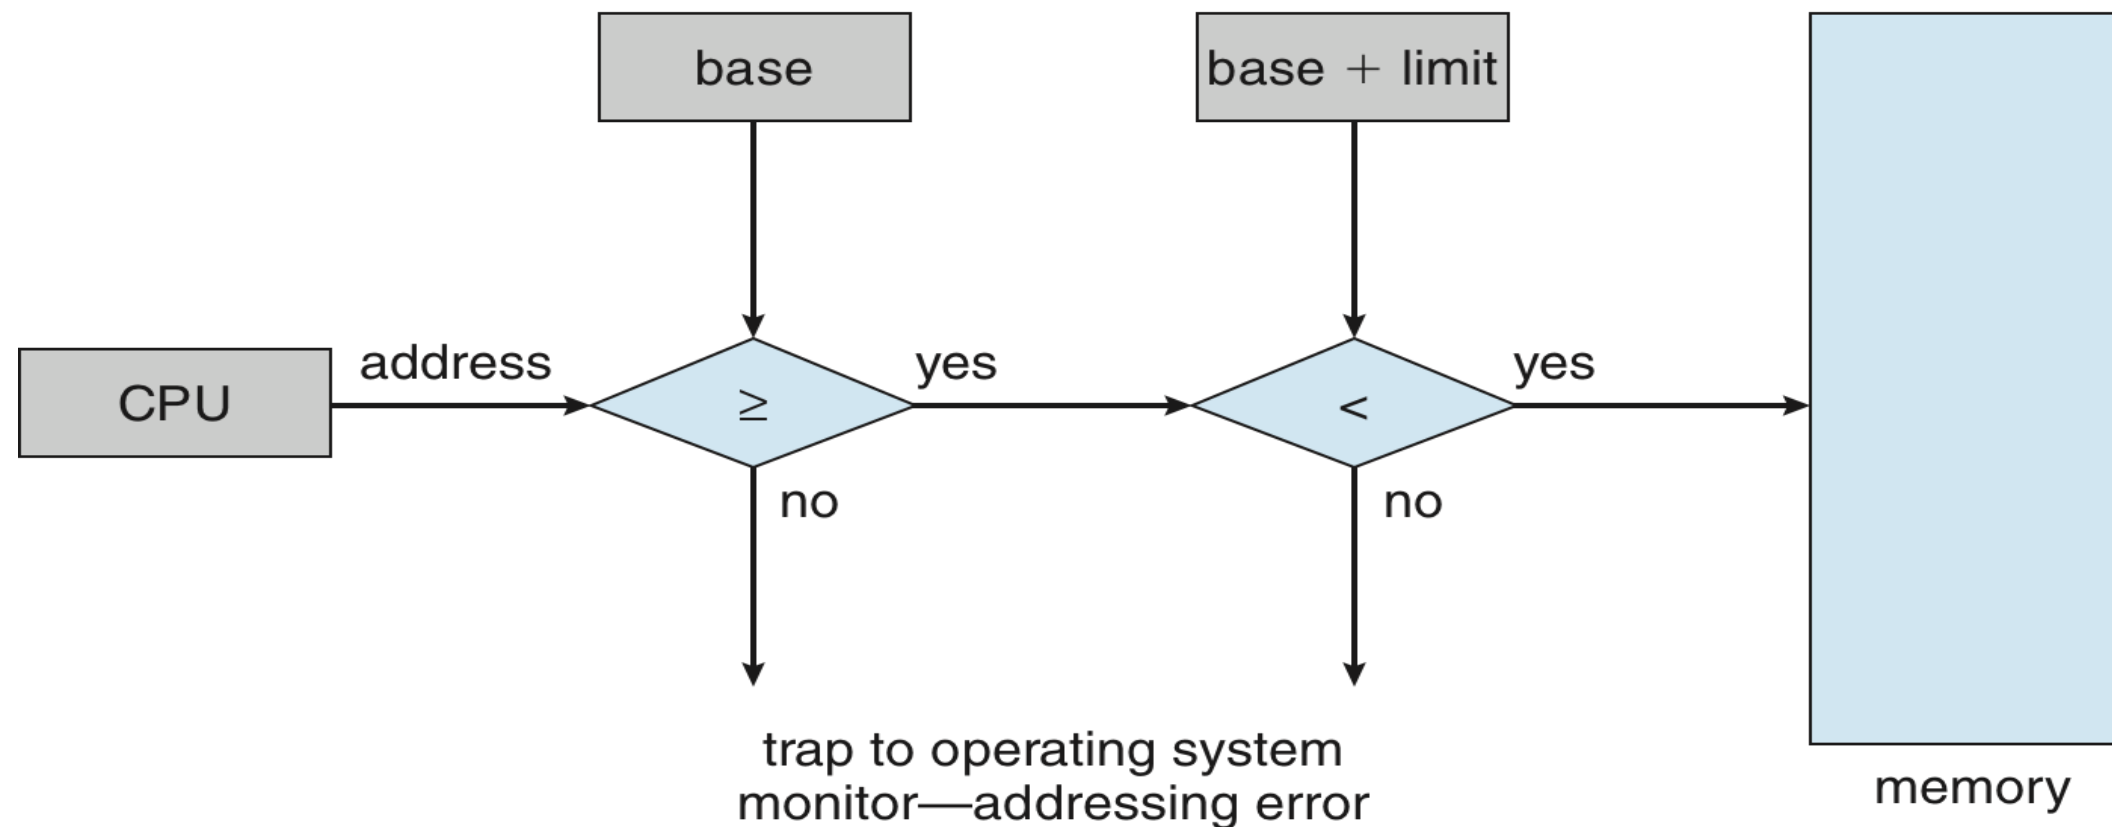 base
base + limit
CPU
address
≥
yes
<
yes
no
no
trap to operating system
monitor—addressing error
memory